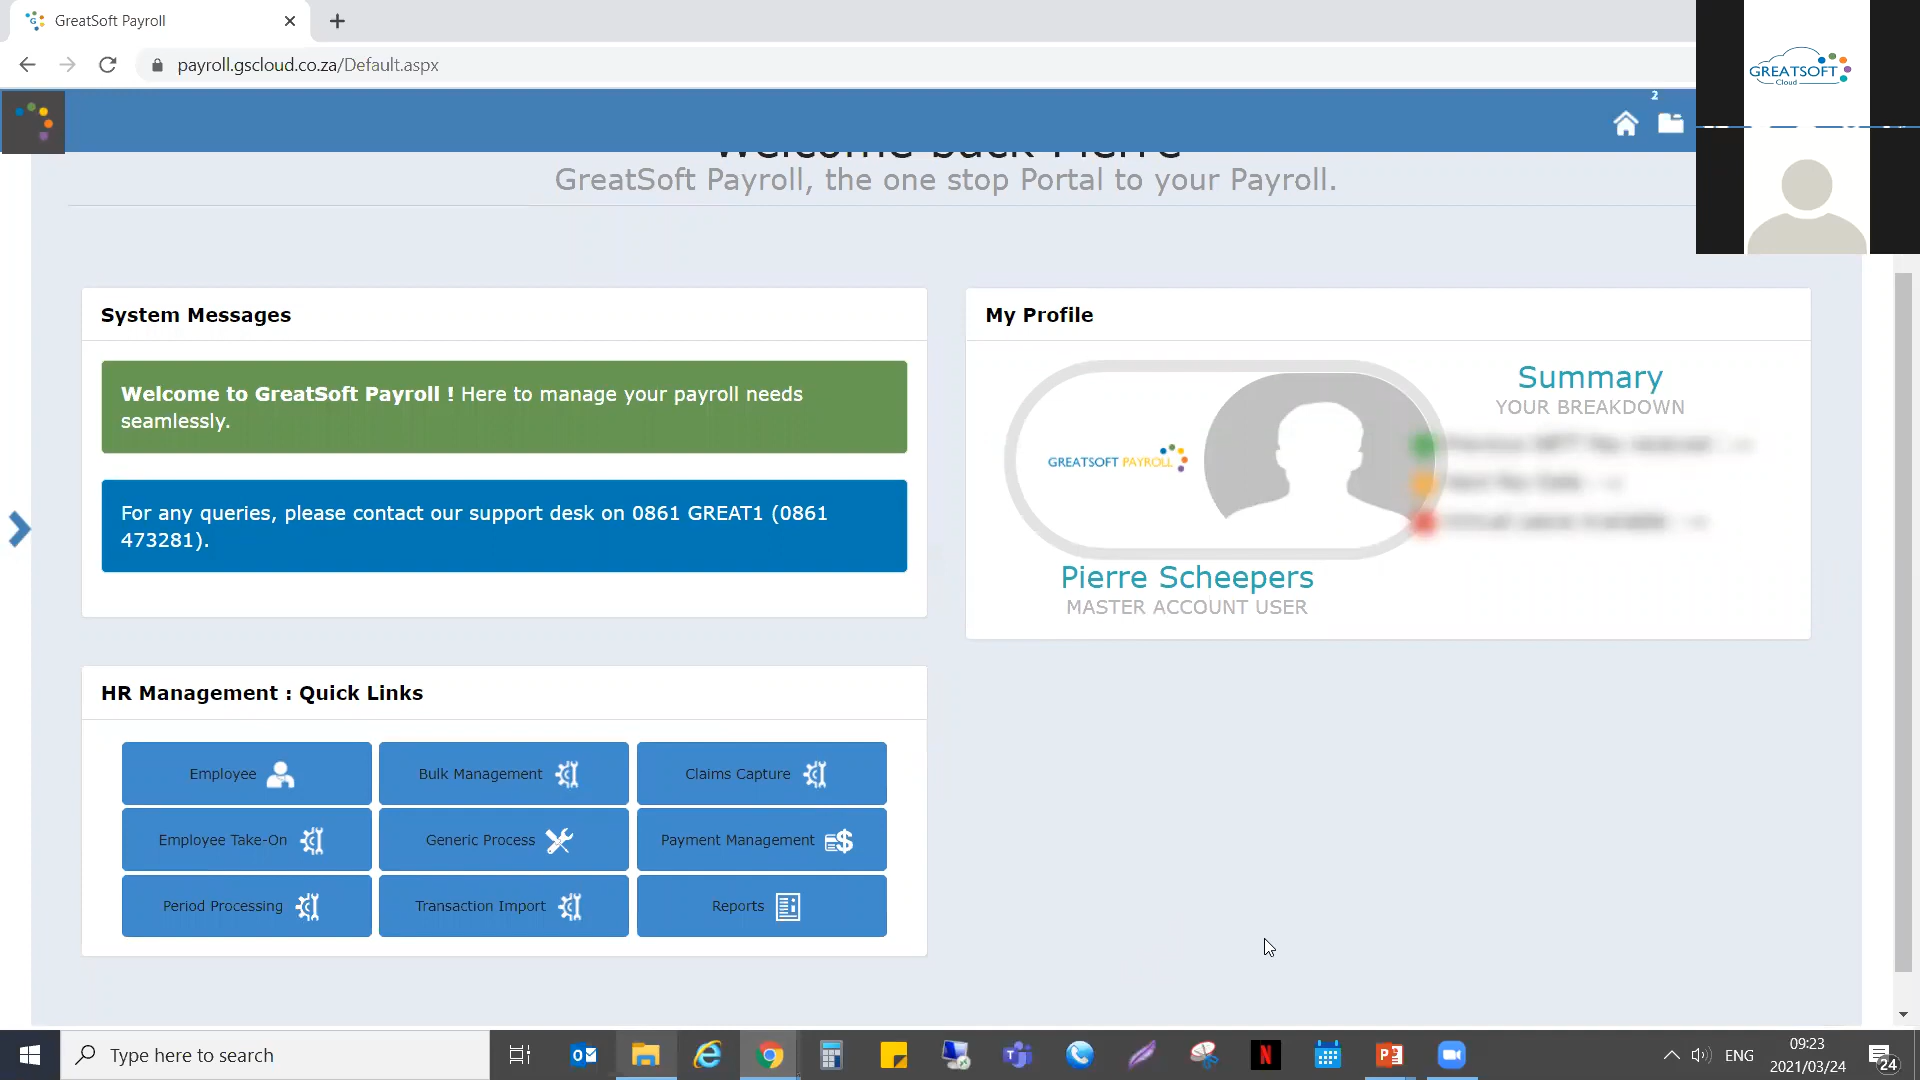 GreatSoft Payroll
payroll.gscloud.co.za/Default.aspx
GREATSOFT
Cloud
2
Welcome back Pierre
GreatSoft Payroll, the one stop Portal to your Payroll.
System Messages
Welcome to GreatSoft Payroll ! Here to manage your payroll needs
seamlessly.
For any queries, please contact our support desk on 0861 GREAT1 (0861
473281).
My Profile
GREATSOFT PAYROLL
Summary
YOUR BREAKDOWN
Pierre Scheepers
MASTER ACCOUNT USER
HR Management : Quick Links
Employee
Bulk Management
Claims Capture
Employee Take-On
Generic Process
Payment Management
Period Processing
Transaction Import
Reports
Type here to search
ENG
09:23
2021/03/24
24